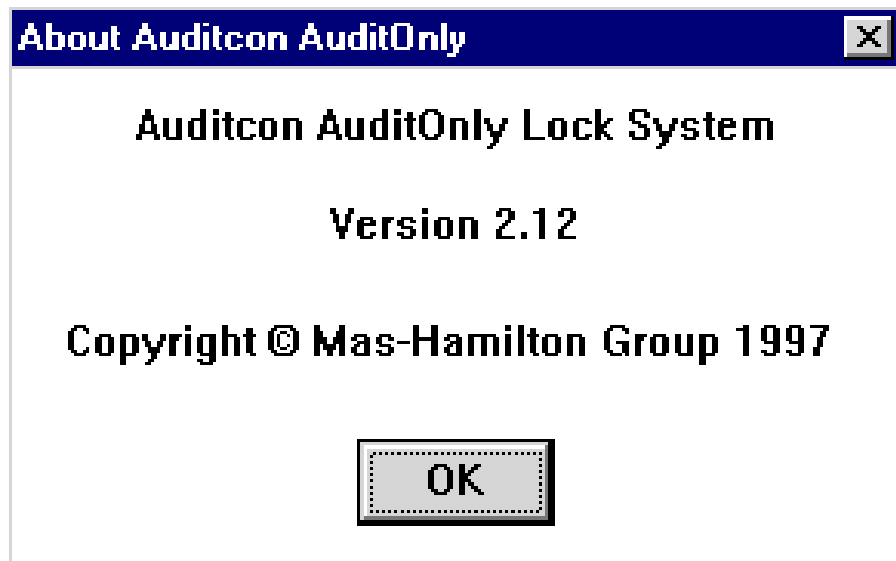 About Auditcon AuditOnly
Auditcon AuditOnly Lock System
Version 2.12
Copyright © Mas-Hamilton Group 1997
OK